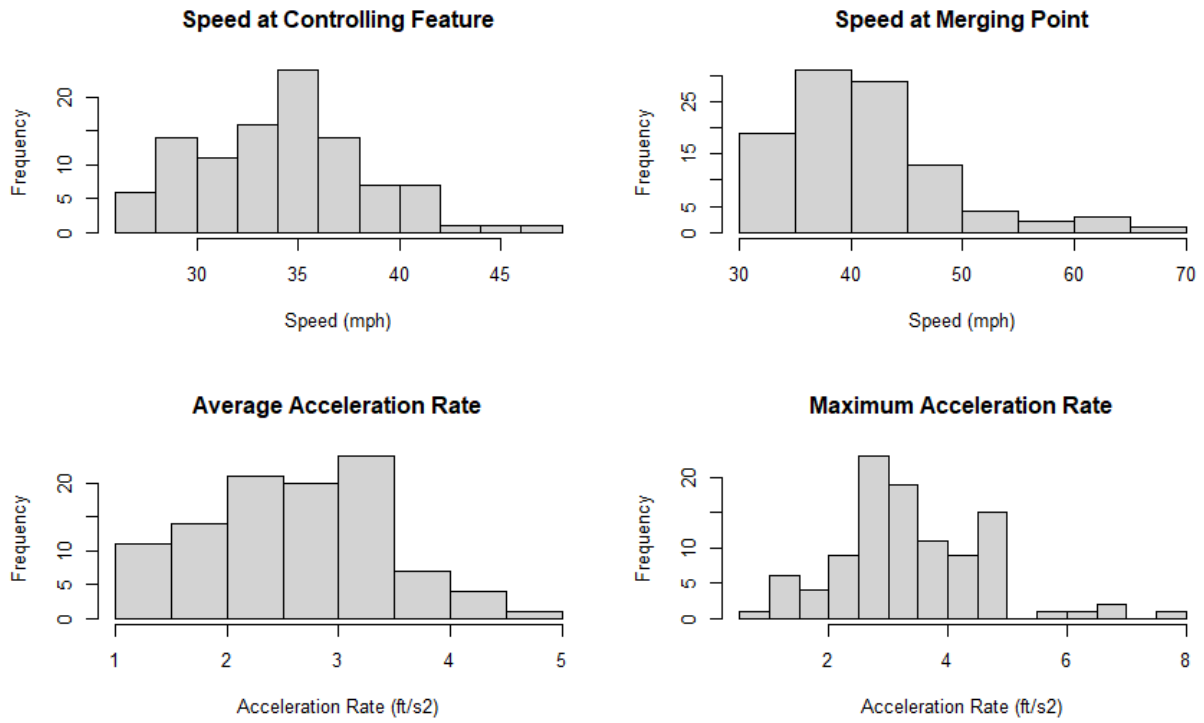 Speed at Controlling Feature
Frequency
0 5 10 20
30 35 40 45
Speed (mph)
Speed at Merging Point
Frequency
0 5 15 25
30 40 50 60 70
Speed (mph)
Average Acceleration Rate
Frequency
0 5 10 20
1 2 3 4 5
Acceleration Rate (ft/s2)
Maximum Acceleration Rate
Frequency
0 5 10 20
2 4 6 8
Acceleration Rate (ft/s2)